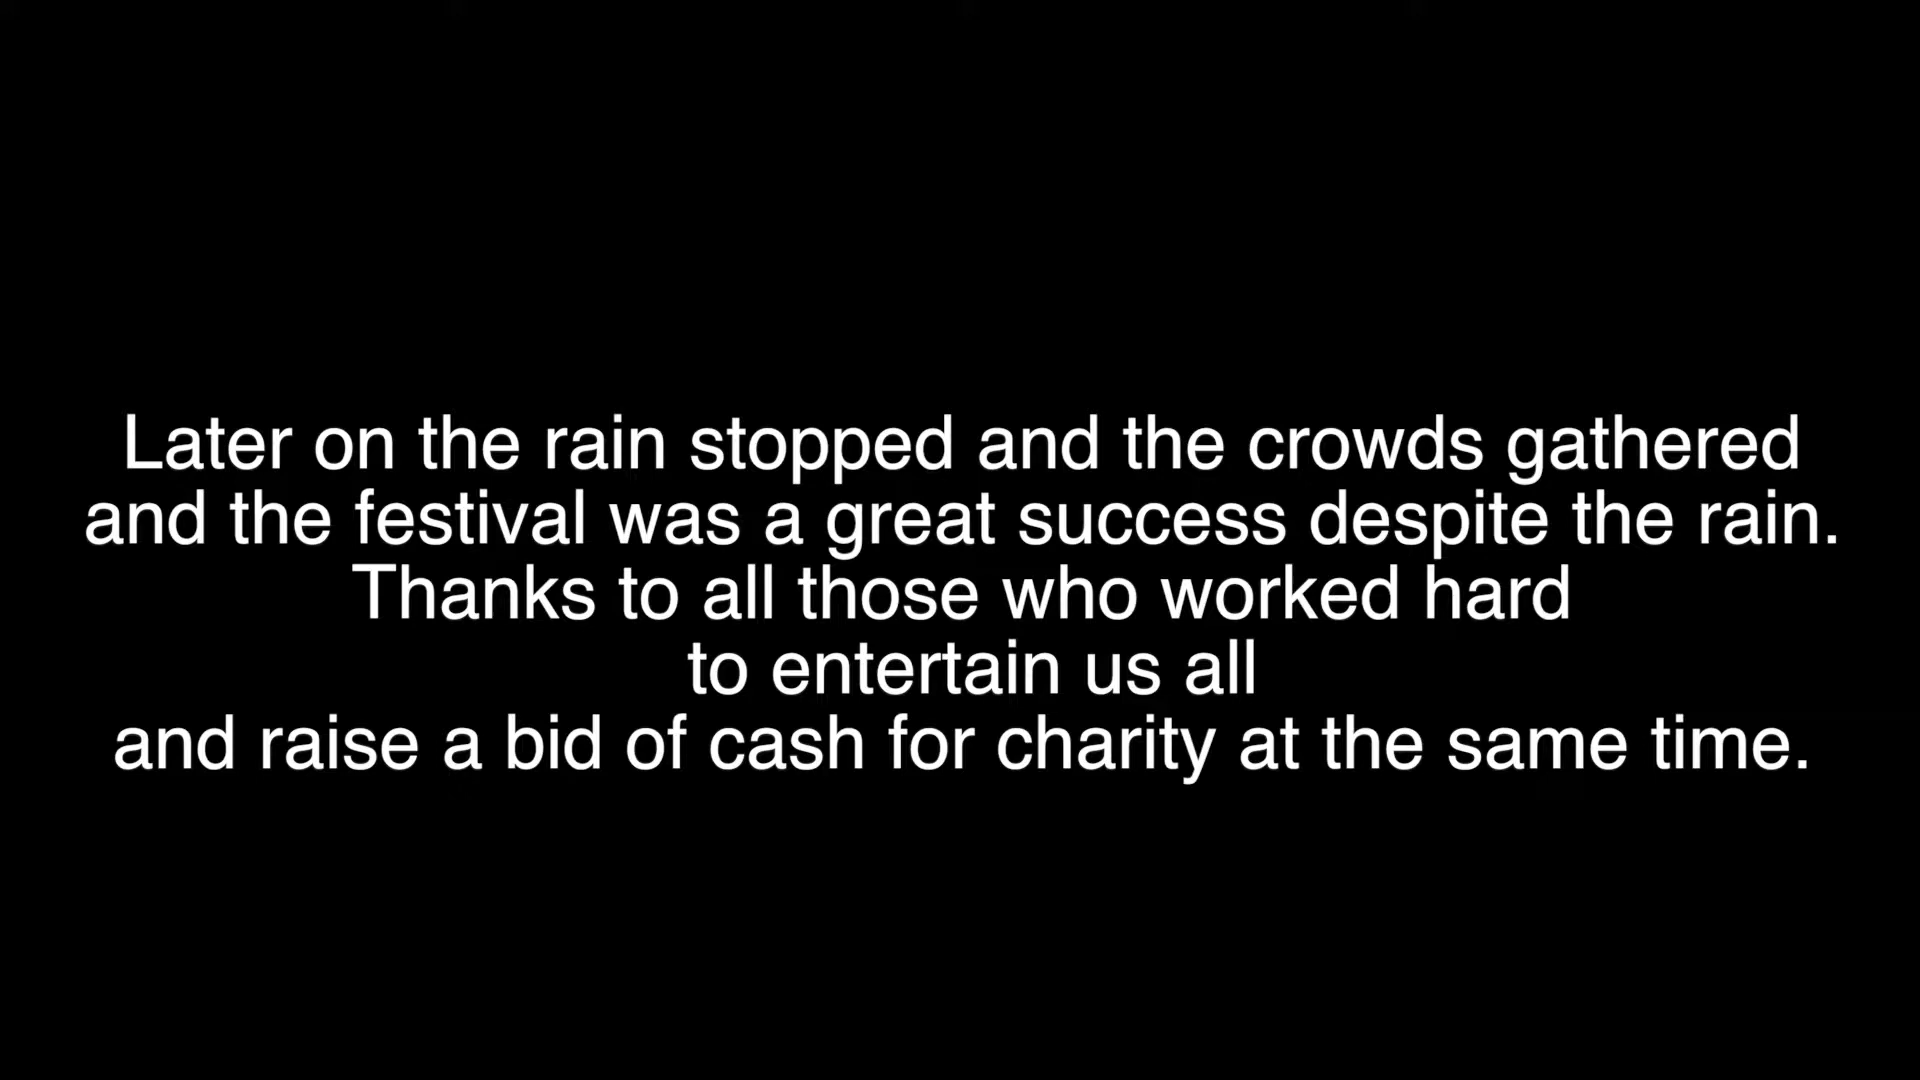 Later on the rain stopped and the crowds gathered
and the festival was a great success despite the rain.
Thanks to all those who worked hard
to entertain us all
and raise a bid of cash for charity at the same time.